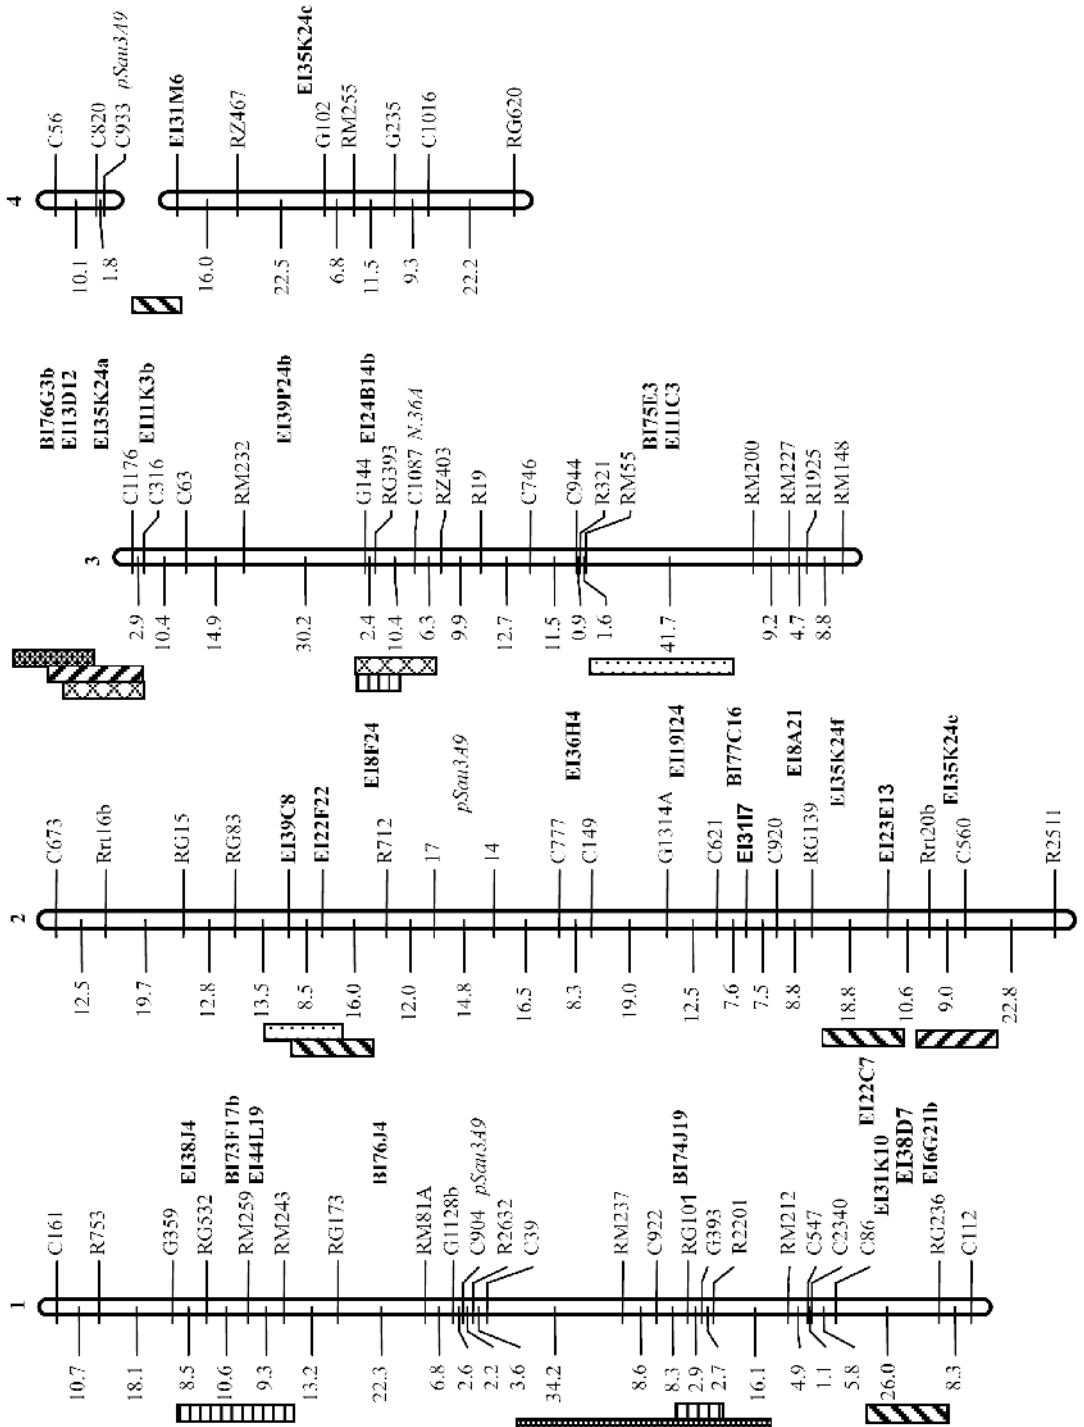 1
10.7
18.1
8.5
10.6
9.3
13.2
22.3
6.8
2.6
2.2
3.6
34.2
8.6
8.3
2.9
2.7
16.1
4.9
1.1
5.8
26.0
8.3
C161
R753
G359
EI38J4
RG532
BI73F17b
RM259 EI44L19
RM243
RG173
BI76J4
RM81A
G1128b
C904 pSau3A9
R2632
C39
RM237
C922
RG101 BI74J19
G393
R2201
RM212
C547
C2340
C86 EI22C7
EI31K10
EI38D7
EI6G21b
RG236
C112
2
12.5
19.7
12.8
13.5
8.5
16.0
12.0
14.8
16.5
8.3
19.0
12.5
7.6
7.5
8.8
18.8
10.6
9.0
22.8
C673
Rrt16b
RG15
RG83
EI39C8
EI22F22
EI8F24
R712
17
pSau3A9
14
C777
EI36H4
C149
G1314A EI19I24
C621 BI77C16
EI31I7
C920 EI8A21
RG139
EI35K24f
EI23E13
Rrt20b
EI35K24e
C560
R2511
3
2.9
10.4
14.9
30.2
2.4
10.4
6.3
9.9
12.7
11.5
0.9
1.6
41.7
9.2
4.7
8.8
BI76G3b
EI13D12
EI35K24a
C1176
EI11K3b
C316
C63
RM232
EI39P24b
G144 EI24B14b
RG393
C1087 N.36A
RZ403
R19
C746
C944
R321
RM55
BI75E3
EI11C3
RM200
RM227
R1925
RM148
4
10.1
1.8
C56
C820
C933 pSau3A9
16.0
22.5
6.8
11.5
9.3
22.2
EI31M6
RZ467
EI35K24c
G102
RM255
G235
C1016
RG620